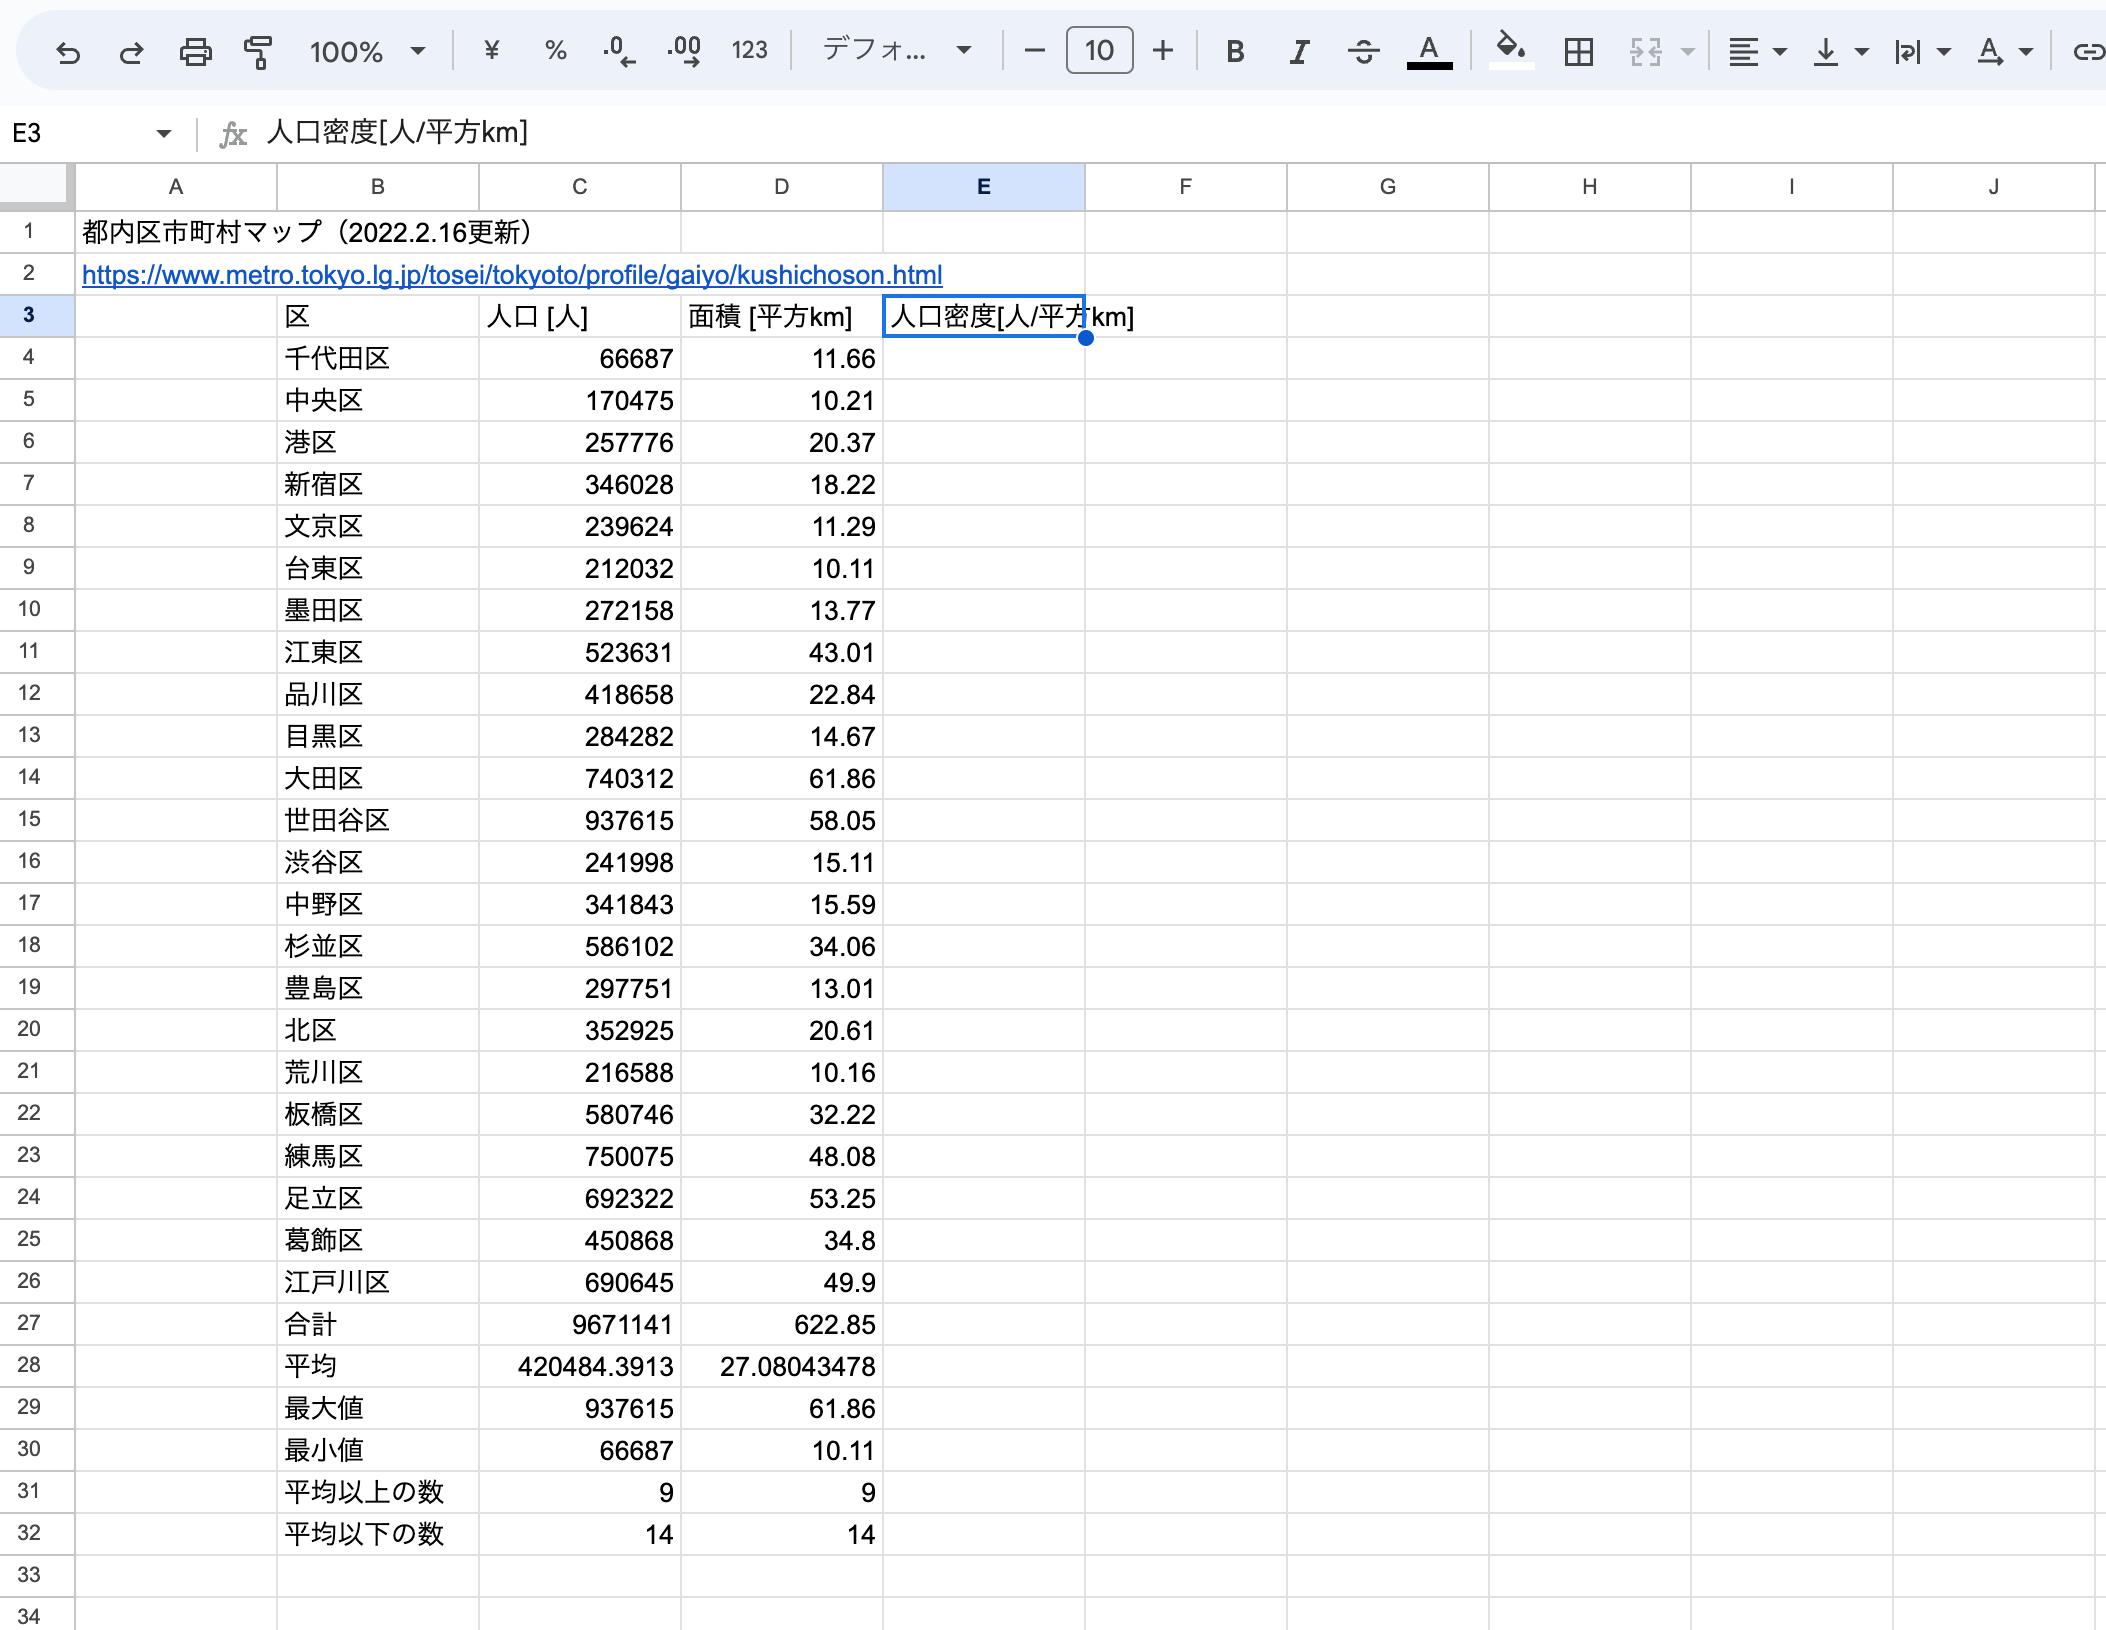 100% ¥ % .0 .00 123 デフォ... 10 B I A A
E3 fx 人口密度[人/平方km]
A B C D E F G H I J
1 都内区市町村マップ（2022.2.16更新）
2 https://www.metro.tokyo.lg.jp/tosei/tokyoto/profile/gaiyo/kushichoson.html
3 区 人口 [人] 面積 [平方km] 人口密度[人/平方km]
4 千代田区 66687 11.66
5 中央区 170475 10.21
6 港区 257776 20.37
7 新宿区 346028 18.22
8 文京区 239624 11.29
9 台東区 212032 10.11
10 墨田区 272158 13.77
11 江東区 523631 43.01
12 品川区 418658 22.84
13 目黒区 284282 14.67
14 大田区 740312 61.86
15 世田谷区 937615 58.05
16 渋谷区 241998 15.11
17 中野区 341843 15.59
18 杉並区 586102 34.06
19 豊島区 297751 13.01
20 北区 352925 20.61
21 荒川区 216588 10.16
22 板橋区 580746 32.22
23 練馬区 750075 48.08
24 足立区 692322 53.25
25 葛飾区 450868 34.8
26 江戸川区 690645 49.9
27 合計 9671141 622.85
28 平均 420484.3913 27.08043478
29 最大値 937615 61.86
30 最小値 66687 10.11
31 平均以上の数 9 9
32 平均以下の数 14 14
33
34